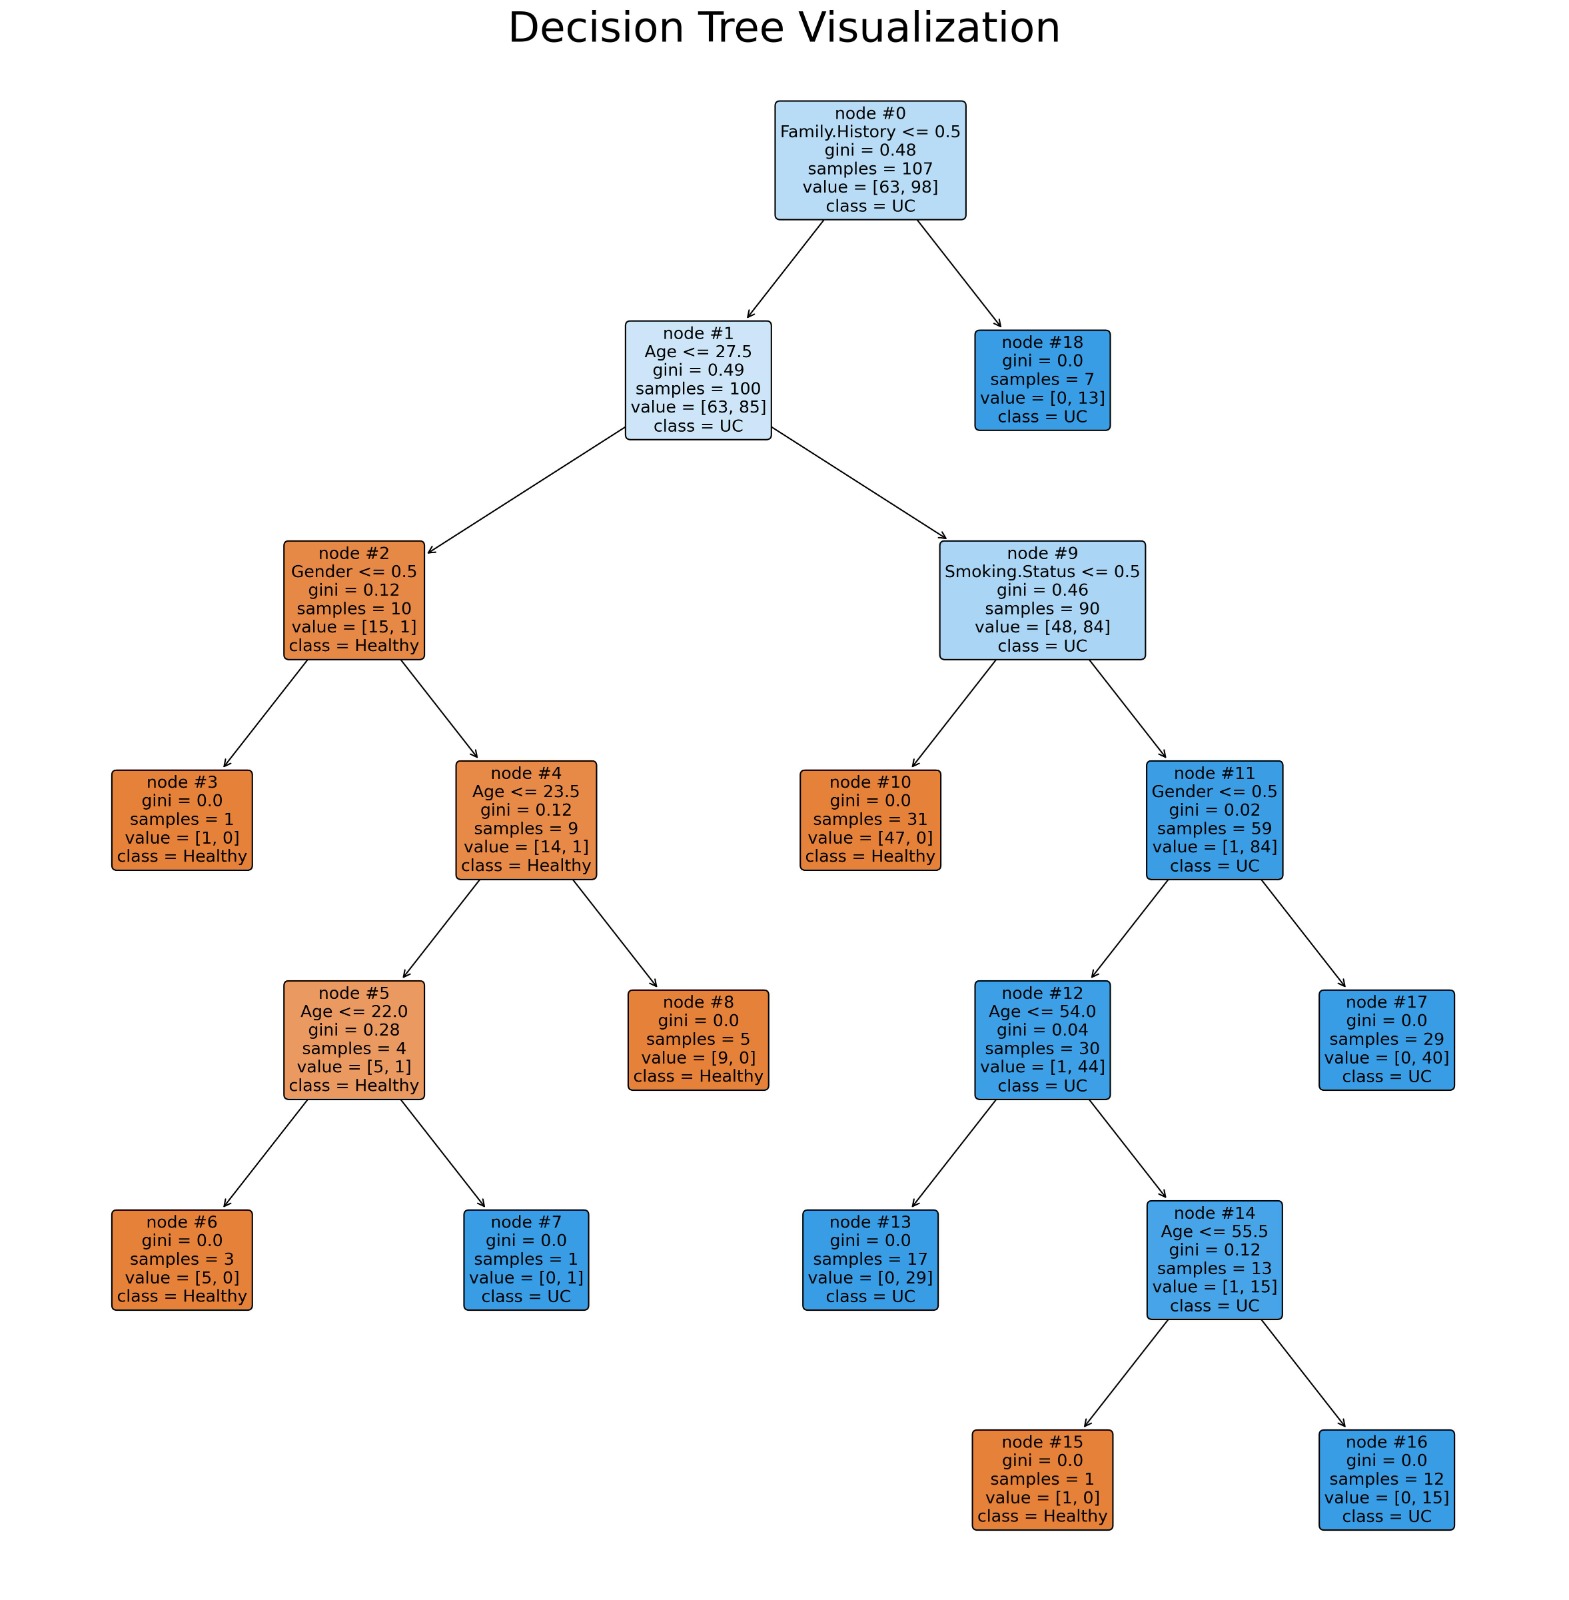 Decision Tree Visualization
node #0
Family.History <= 0.5
gini = 0.48
samples = 107
value = [63, 98]
class = UC
node #1
Age <= 27.5
gini = 0.49
samples = 100
value = [63, 85]
class = UC
node #18
gini = 0.0
samples = 7
value = [0, 13]
class = UC
node #2
Gender <= 0.5
gini = 0.12
samples = 10
value = [15, 1]
class = Healthy
node #9
Smoking.Status <= 0.5
gini = 0.46
samples = 90
value = [48, 84]
class = UC
node #3
gini = 0.0
samples = 1
value = [1, 0]
class = Healthy
node #4
Age <= 23.5
gini = 0.12
samples = 9
value = [14, 1]
class = Healthy
node #10
gini = 0.0
samples = 31
value = [47, 0]
class = Healthy
node #11
Gender <= 0.5
gini = 0.02
samples = 59
value = [1, 84]
class = UC
node #5
Age <= 22.0
gini = 0.28
samples = 4
value = [5, 1]
class = Healthy
node #8
gini = 0.0
samples = 5
value = [9, 0]
class = Healthy
node #12
Age <= 54.0
gini = 0.04
samples = 30
value = [1, 44]
class = UC
node #17
gini = 0.0
samples = 29
value = [0, 40]
class = UC
node #6
gini = 0.0
samples = 3
value = [5, 0]
class = Healthy
node #7
gini = 0.0
samples = 1
value = [0, 1]
class = UC
node #13
gini = 0.0
samples = 17
value = [0, 29]
class = UC
node #14
Age <= 55.5
gini = 0.12
samples = 13
value = [1, 15]
class = UC
node #15
gini = 0.0
samples = 1
value = [1, 0]
class = Healthy
node #16
gini = 0.0
samples = 12
value = [0, 15]
class = UC